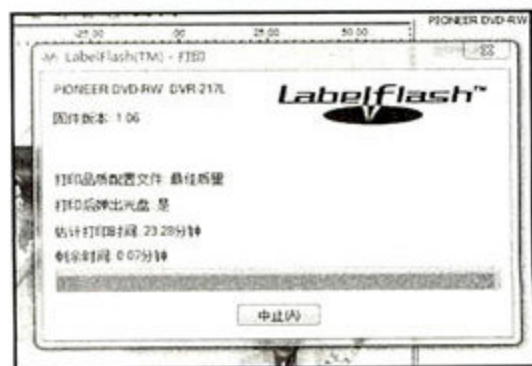 PIONEER DVD-RW
-25.00 .00 25.00 50.00
LabelFlash(TM) - 打印
PIONEER DVD-RW DVR-217L
Labelflash™
固件版本: 1.06
打印品质配置文件: 最佳质量
打印后弹出光盘: 是
估计打印时间: 23.28分钟
剩余时间: 0.07分钟
中止(A)